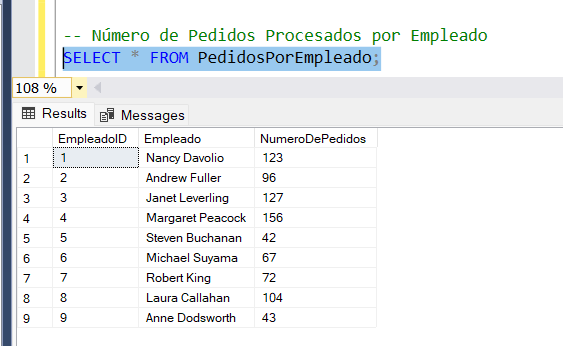 -- Número de Pedidos Procesados por Empleado
SELECT * FROM PedidosPorEmpleado;
108 %
Results Messages
EmpleadoID Empleado NumeroDePedidos
1 1 Nancy Davolio 123
2 2 Andrew Fuller 96
3 3 Janet Leverling 127
4 4 Margaret Peacock 156
5 5 Steven Buchanan 42
6 6 Michael Suyama 67
7 7 Robert King 72
8 8 Laura Callahan 104
9 9 Anne Dodsworth 43